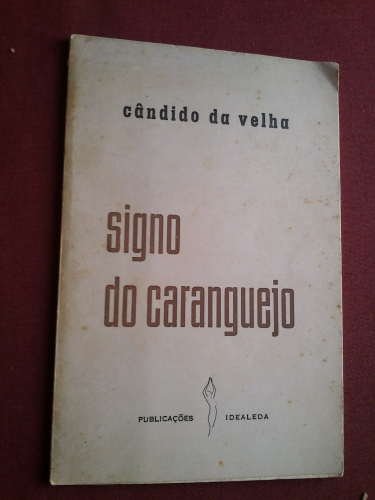 cândido da velha
signo
do caranguejo
PUBLICAÇÕES IDEALEDA